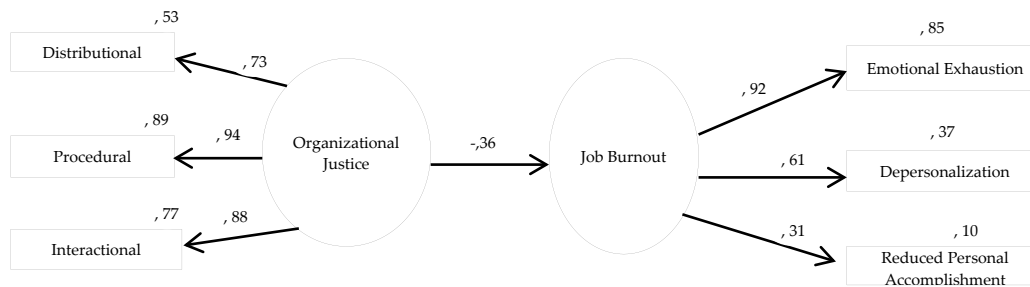 , 53
Distributional
, 73
, 89
Procedural
, 94
, 77
Interactional
, 88
Organizational
Justice
-,36
Job Burnout
, 85
Emotional Exhaustion
, 92
, 37
Depersonalization
, 61
, 10
Reduced Personal
Accomplishment
, 31